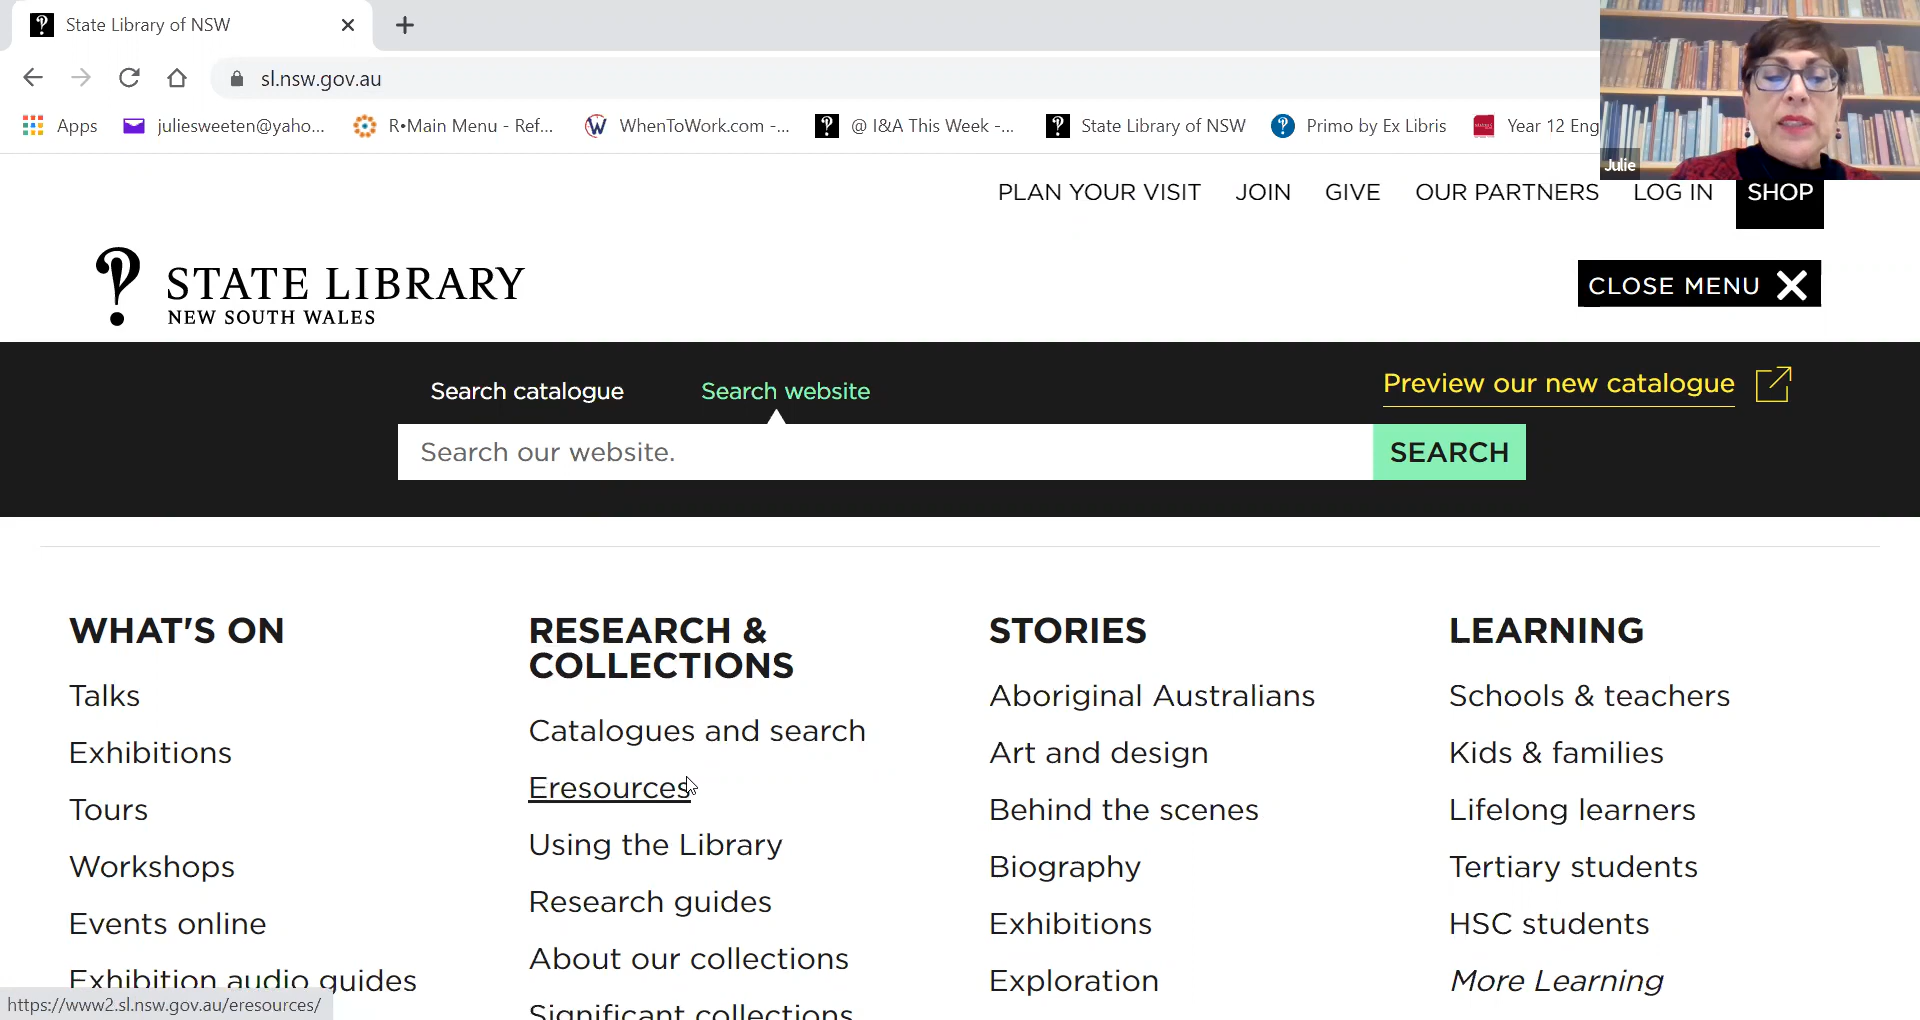 State Library of NSW
sl.nsw.gov.au
Apps
juliesweeten@yaho...
R•Main Menu - Ref...
WhenToWork.com -...
@ I&A This Week -...
State Library of NSW
Primo by Ex Libris
Year 12 Eng
Julie
PLAN YOUR VISIT JOIN GIVE OUR PARTNERS LOG IN SHOP
STATE LIBRARY
NEW SOUTH WALES
CLOSE MENU
Search catalogue
Search website
Preview our new catalogue
Search our website.
SEARCH
WHAT'S ON
Talks
Exhibitions
Tours
Workshops
Events online
Exhibition audio guides
RESEARCH &
COLLECTIONS
Catalogues and search
Eresources
Using the Library
Research guides
About our collections
Significant collections
STORIES
Aboriginal Australians
Art and design
Behind the scenes
Biography
Exhibitions
Exploration
LEARNING
Schools & teachers
Kids & families
Lifelong learners
Tertiary students
HSC students
More Learning
https://www2.sl.nsw.gov.au/eresources/